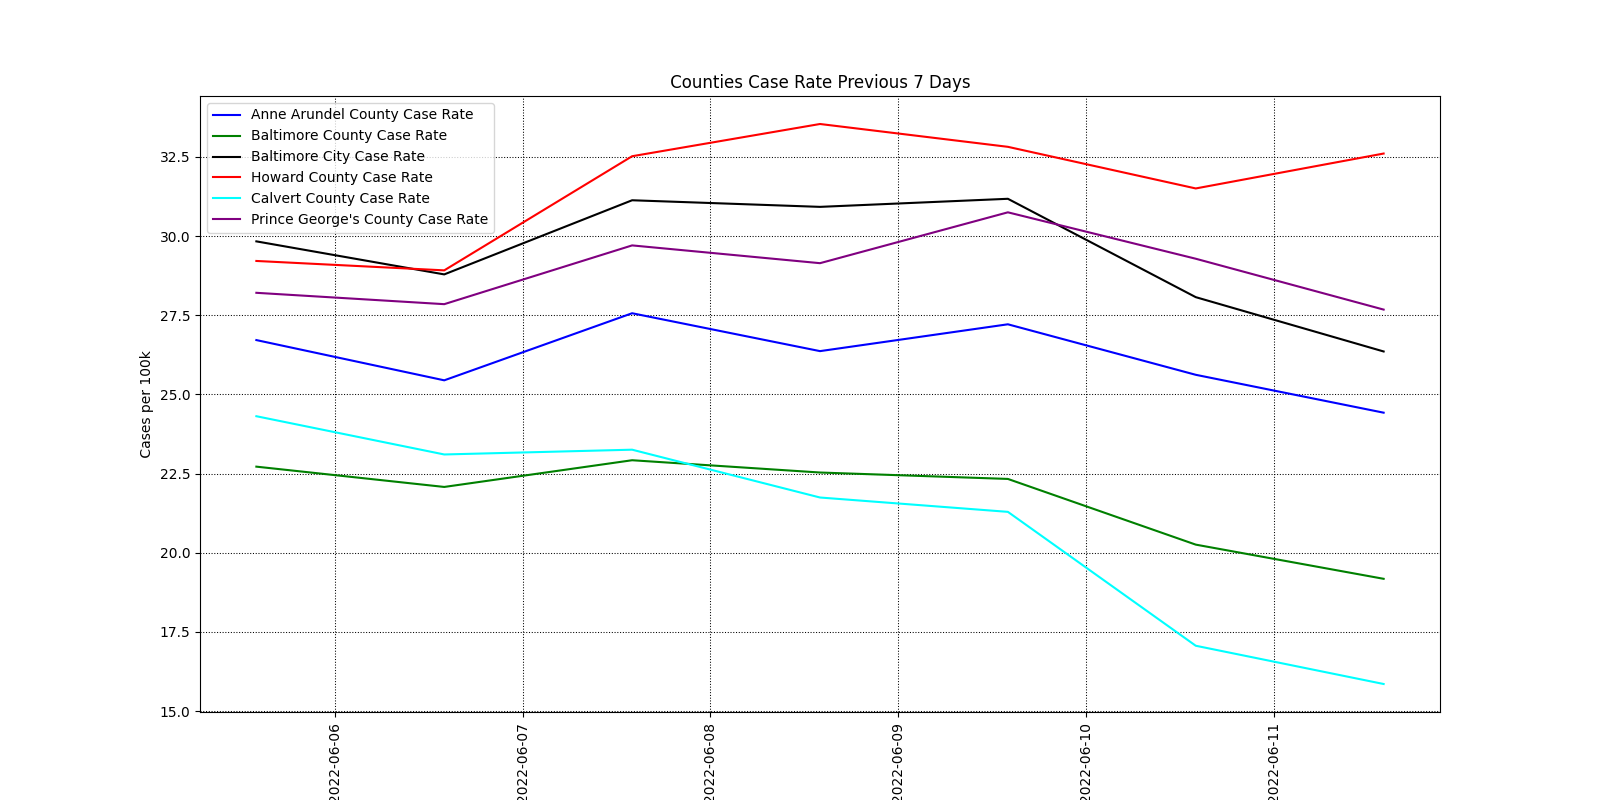 Counties Case Rate Previous 7 Days
Anne Arundel County Case Rate
Baltimore County Case Rate
Baltimore City Case Rate
Howard County Case Rate
Calvert County Case Rate
Prince George's County Case Rate
Cases per 100k
32.5
30.0
27.5
25.0
22.5
20.0
17.5
15.0
2022-06-06
2022-06-07
2022-06-08
2022-06-09
2022-06-10
2022-06-11